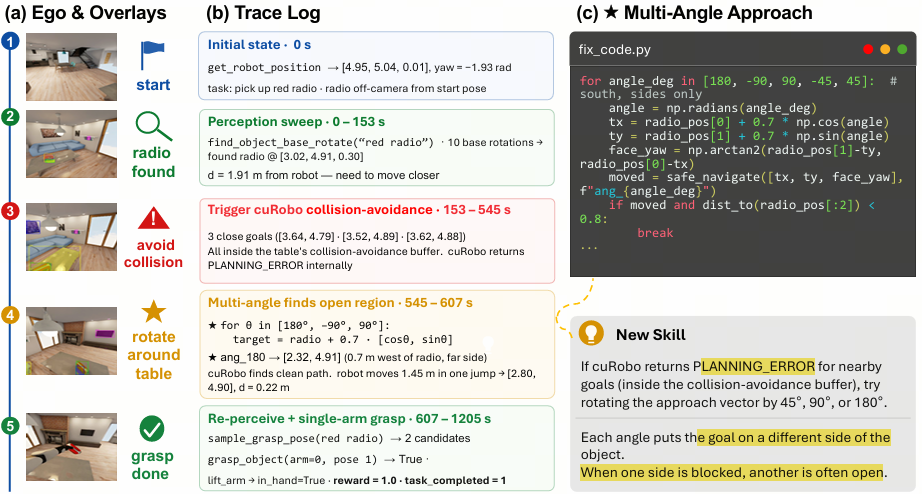 (a) Ego & Overlays
1
start
2
radio
found
3
avoid
collision
4
rotate
around
table
5
grasp
done
(b) Trace Log
Initial state · 0 s
get_robot_position → [4.95, 5.04, 0.01], yaw = −1.93 rad
task: pick up red radio · radio off-camera from start pose
Perception sweep · 0 – 153 s
find_object_base_rotate(“red radio”) · 10 base rotations →
found radio @ [3.02, 4.91, 0.30]
d = 1.91 m from robot — need to move closer
Trigger cuRobo collision-avoidance · 153 – 545 s
3 close goals ([3.64, 4.79] · [3.52, 4.89] · [3.62, 4.88])
All inside the table's collision-avoidance buffer. cuRobo returns
PLANNING_ERROR internally
Multi-angle finds open region · 545 – 607 s
★ for θ in [180°, −90°, 90°]:
target = radio + 0.7 · [cosθ, sinθ]
★ ang_180 → [2.32, 4.91] (0.7 m west of radio, far side)
cuRobo finds clean path. robot moves 1.45 m in one jump → [2.80,
4.90], d = 0.22 m
Re-perceive + single-arm grasp · 607 – 1205 s
sample_grasp_pose(red radio) → 2 candidates
grasp_object(arm=0, pose 1) → True ·
lift_arm → in_hand=True · reward = 1.0 · task_completed = 1
(c) ★ Multi-Angle Approach
fix_code.py
for angle_deg in [180, -90, 90, -45, 45]: #
south, sides only
angle = np.radians(angle_deg)
tx = radio_pos[0] + 0.7 * np.cos(angle)
ty = radio_pos[1] + 0.7 * np.sin(angle)
face_yaw = np.arctan2(radio_pos[1]-ty,
radio_pos[0]-tx)
moved = safe_navigate([tx, ty, face_yaw],
f"ang_{angle_deg}")
if moved and dist_to(radio_pos[:2]) <
0.8:
break
...
New Skill
If cuRobo returns PLANNING_ERROR for nearby
goals (inside the collision-avoidance buffer), try
rotating the approach vector by 45°, 90°, or 180°.
Each angle puts the goal on a different side of the
object.
When one side is blocked, another is often open.